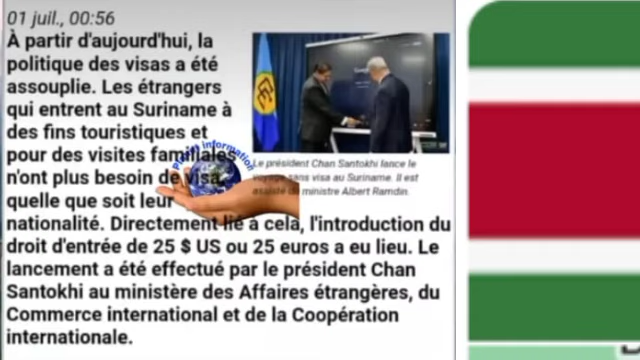 01 juil., 00:56
À partir d'aujourd'hui, la
politique des visas a été
assouplie. Les étrangers
qui entrent au Suriname à
des fins touristiques et
pour des visites familiales
n'ont plus besoin de visa,
quelle que soit leur
nationalité. Directement lié à cela, l'introduction du
droit d'entrée de 25 $ US ou 25 euros a eu lieu. Le
lancement a été effectué par le président Chan
Santokhi au ministère des Affaires étrangères, du
Commerce international et de la Coopération
internationale.
Le président Chan Santokhi lance le
voyage sans visa au Suriname. Il est
assisté du ministre Albert Ramdin.
information